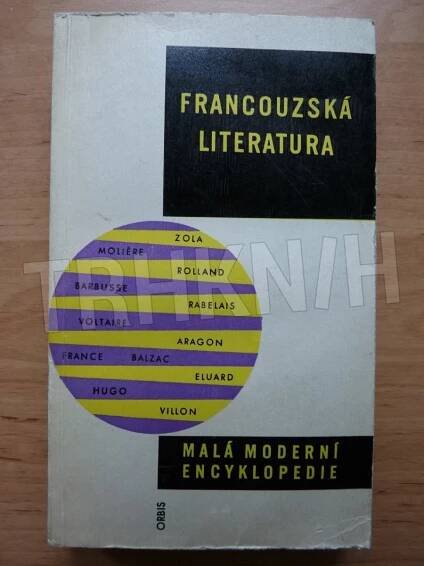 FRANCOUZSKÁ
LITERATURA
ZOLA
MOLIÈRE
ROLLAND
BARBUSSE
RABELAIS
VOLTAIRE
ARAGON
FRANCE BALZAC
ELUARD
HUGO
VILLON
TRHKNIH
MALÁ MODERNÍ
ENCYKLOPEDIE
ORBIS